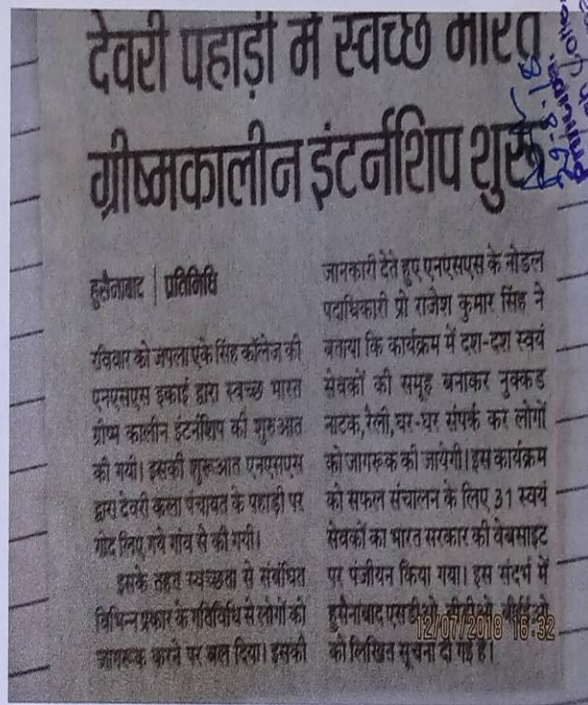 देवरी पहाड़ी में स्वच्छ भारत
ग्रीष्मकालीन इंटर्नशिप शुरू
हुसैनाबाद | प्रतिनिधि
रविवार को जपला एके सिंह कॉलेज की
एनएसएस इकाई द्वारा स्वच्छ भारत
ग्रीष्म कालीन इंटर्नशिप की शुरुआत
की गयी। इसकी शुरूआत एनएसएस
द्वारा देवरी कला पंचायत के पहाड़ी पर
गोद लिए गये गांव से की गयी।
इसके तहत स्वच्छता से संबंधित
विभिन्न प्रकार के गतिविधि से लोगों को
जागरूक करने पर बल दिया। इसकी
जानकारी देते हुए एनएसएस के नोडल
पदाधिकारी प्रो राजेश कुमार सिंह ने
बताया कि कार्यक्रम में दश-दश स्वयं
सेवकों की समूह बनाकर नुक्कड
नाटक,रैली,घर-घर संपर्क कर लोगों
को जागरूक की जायेगी। इस कार्यक्रम
को सफल संचालन के लिए 31 स्वयं
सेवकों का भारत सरकार की वेबसाइट
पर पंजीयन किया गया। इस संदर्भ में
हुसैनाबाद एसडीओ
को लिखित सूचना दी गई है।
12/07/2018 16:32